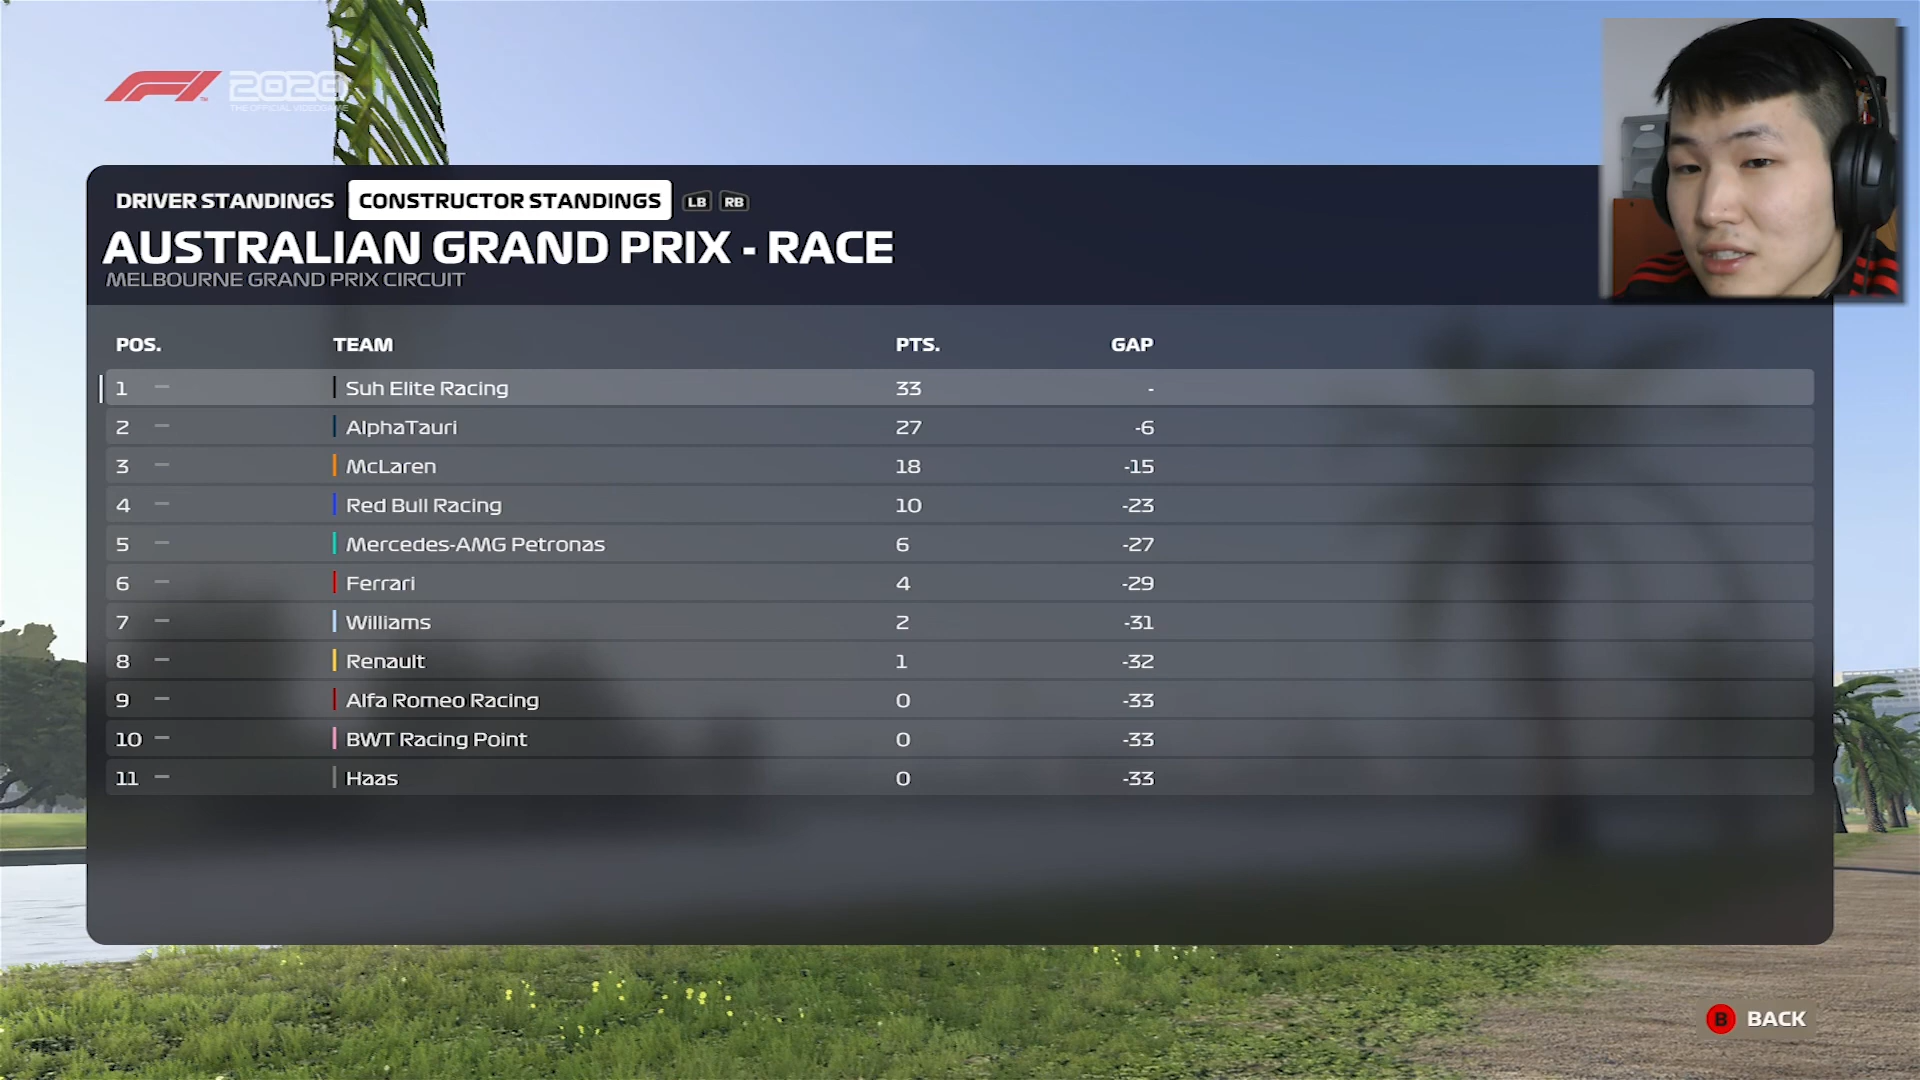 F1 2020
THE OFFICIAL VIDEOGAME
DRIVER STANDINGS CONSTRUCTOR STANDINGS LB RB
AUSTRALIAN GRAND PRIX - RACE
MELBOURNE GRAND PRIX CIRCUIT
POS. TEAM PTS. GAP
1 — Suh Elite Racing 33 -
2 — AlphaTauri 27 -6
3 — McLaren 18 -15
4 — Red Bull Racing 10 -23
5 — Mercedes-AMG Petronas 6 -27
6 — Ferrari 4 -29
7 — Williams 2 -31
8 — Renault 1 -32
9 — Alfa Romeo Racing 0 -33
10 — BWT Racing Point 0 -33
11 — Haas 0 -33
B BACK